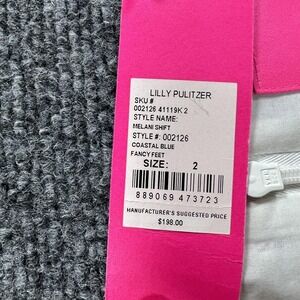 LILLY PULITZER
SKU #
002126 41119K 2
STYLE NAME:
MELANI SHIFT
STYLE #: 002126
COASTAL BLUE
FANCY FEET
SIZE: 2
889069 473723
MANUFACTURER'S SUGGESTED PRICE
$198.00